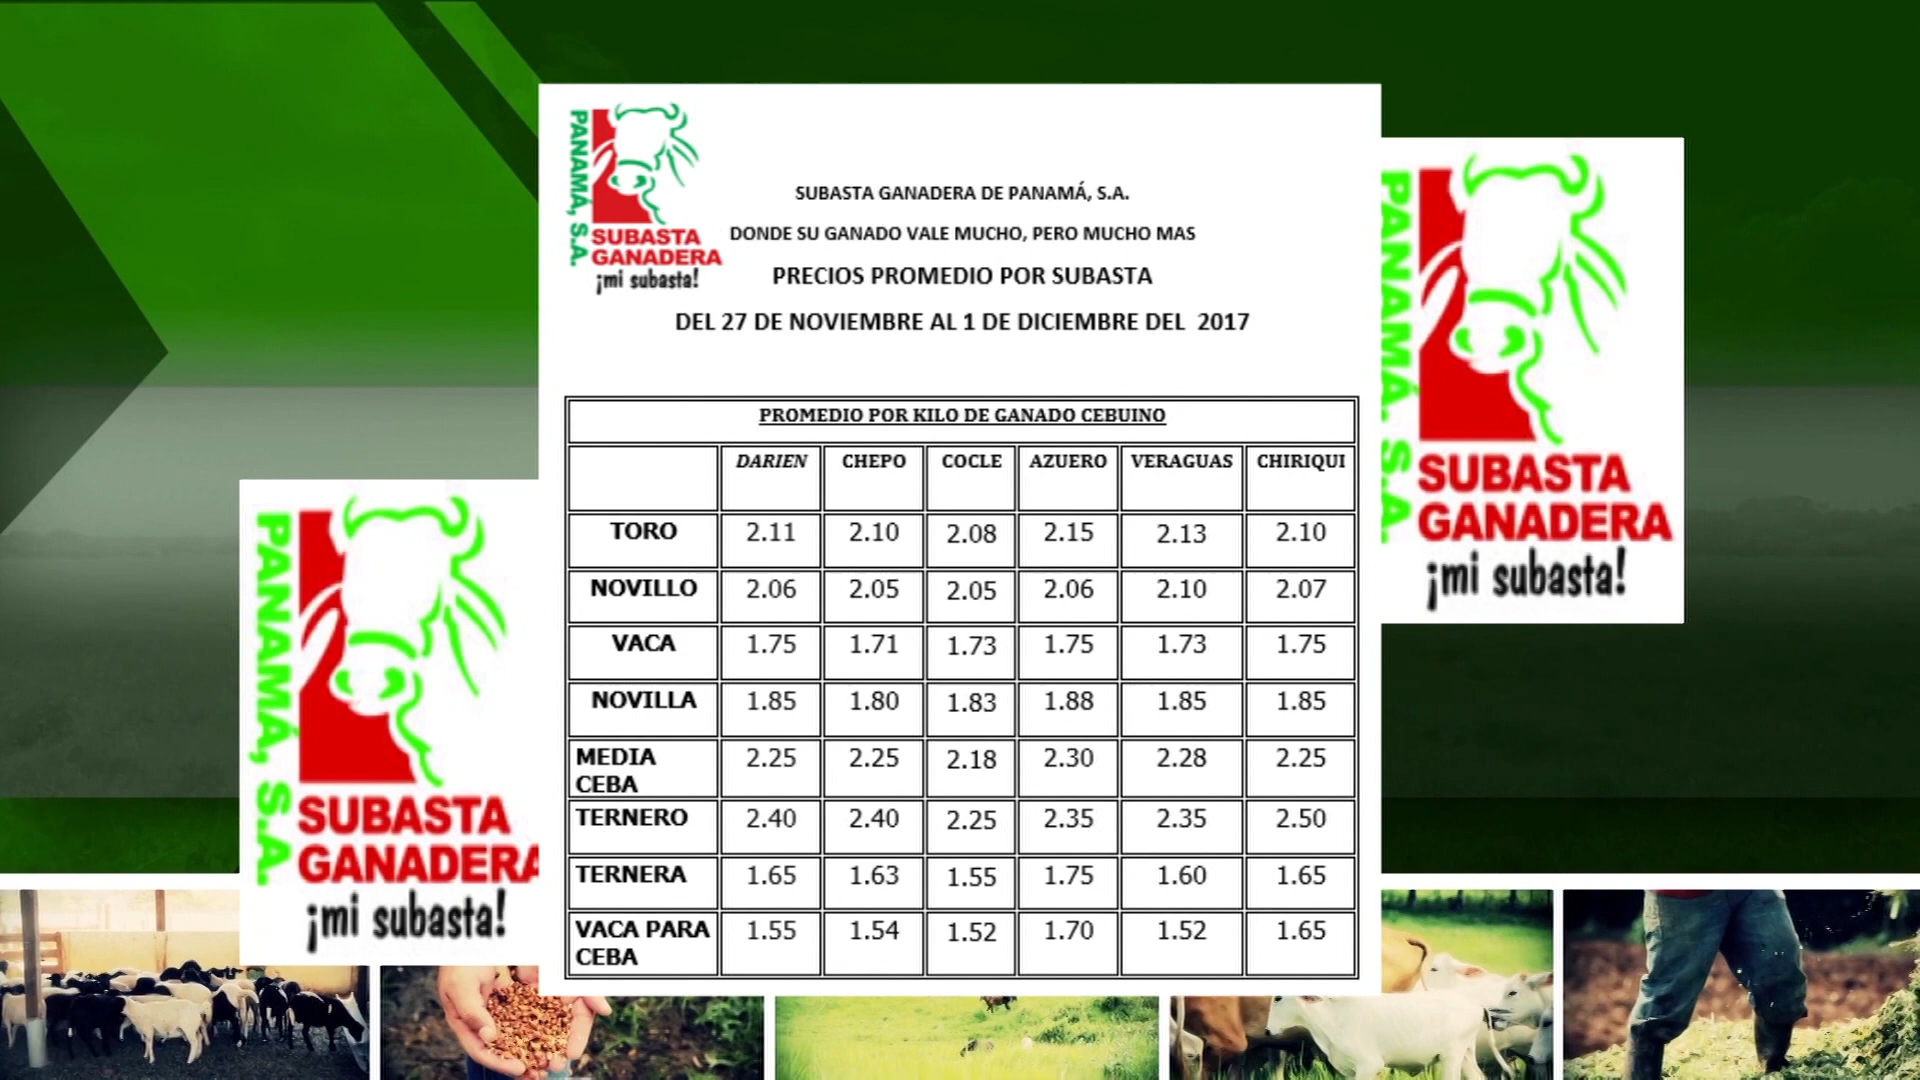 PANAMÁ, S.A.
SUBASTA
GANADERA
¡mi subasta!
SUBASTA GANADERA DE PANAMÁ, S.A.
DONDE SU GANADO VALE MUCHO, PERO MUCHO MAS
PRECIOS PROMEDIO POR SUBASTA
DEL 27 DE NOVIEMBRE AL 1 DE DICIEMBRE DEL 2017
PROMEDIO POR KILO DE GANADO CEBUINO
DARIEN CHEPO COCLE AZUERO VERAGUAS CHIRIQUI
TORO 2.11 2.10 2.08 2.15 2.13 2.10
NOVILLO 2.06 2.05 2.05 2.06 2.10 2.07
VACA 1.75 1.71 1.73 1.75 1.73 1.75
NOVILLA 1.85 1.80 1.83 1.88 1.85 1.85
MEDIA CEBA 2.25 2.25 2.18 2.30 2.28 2.25
TERNERO 2.40 2.40 2.25 2.35 2.35 2.50
TERNERA 1.65 1.63 1.55 1.75 1.60 1.65
VACA PARA CEBA 1.55 1.54 1.52 1.70 1.52 1.65
PANAMÁ, S.A.
SUBASTA
GANADERA
¡mi subasta!
PANAMÁ, S.A.
SUBASTA
GANADERA
¡mi subasta!